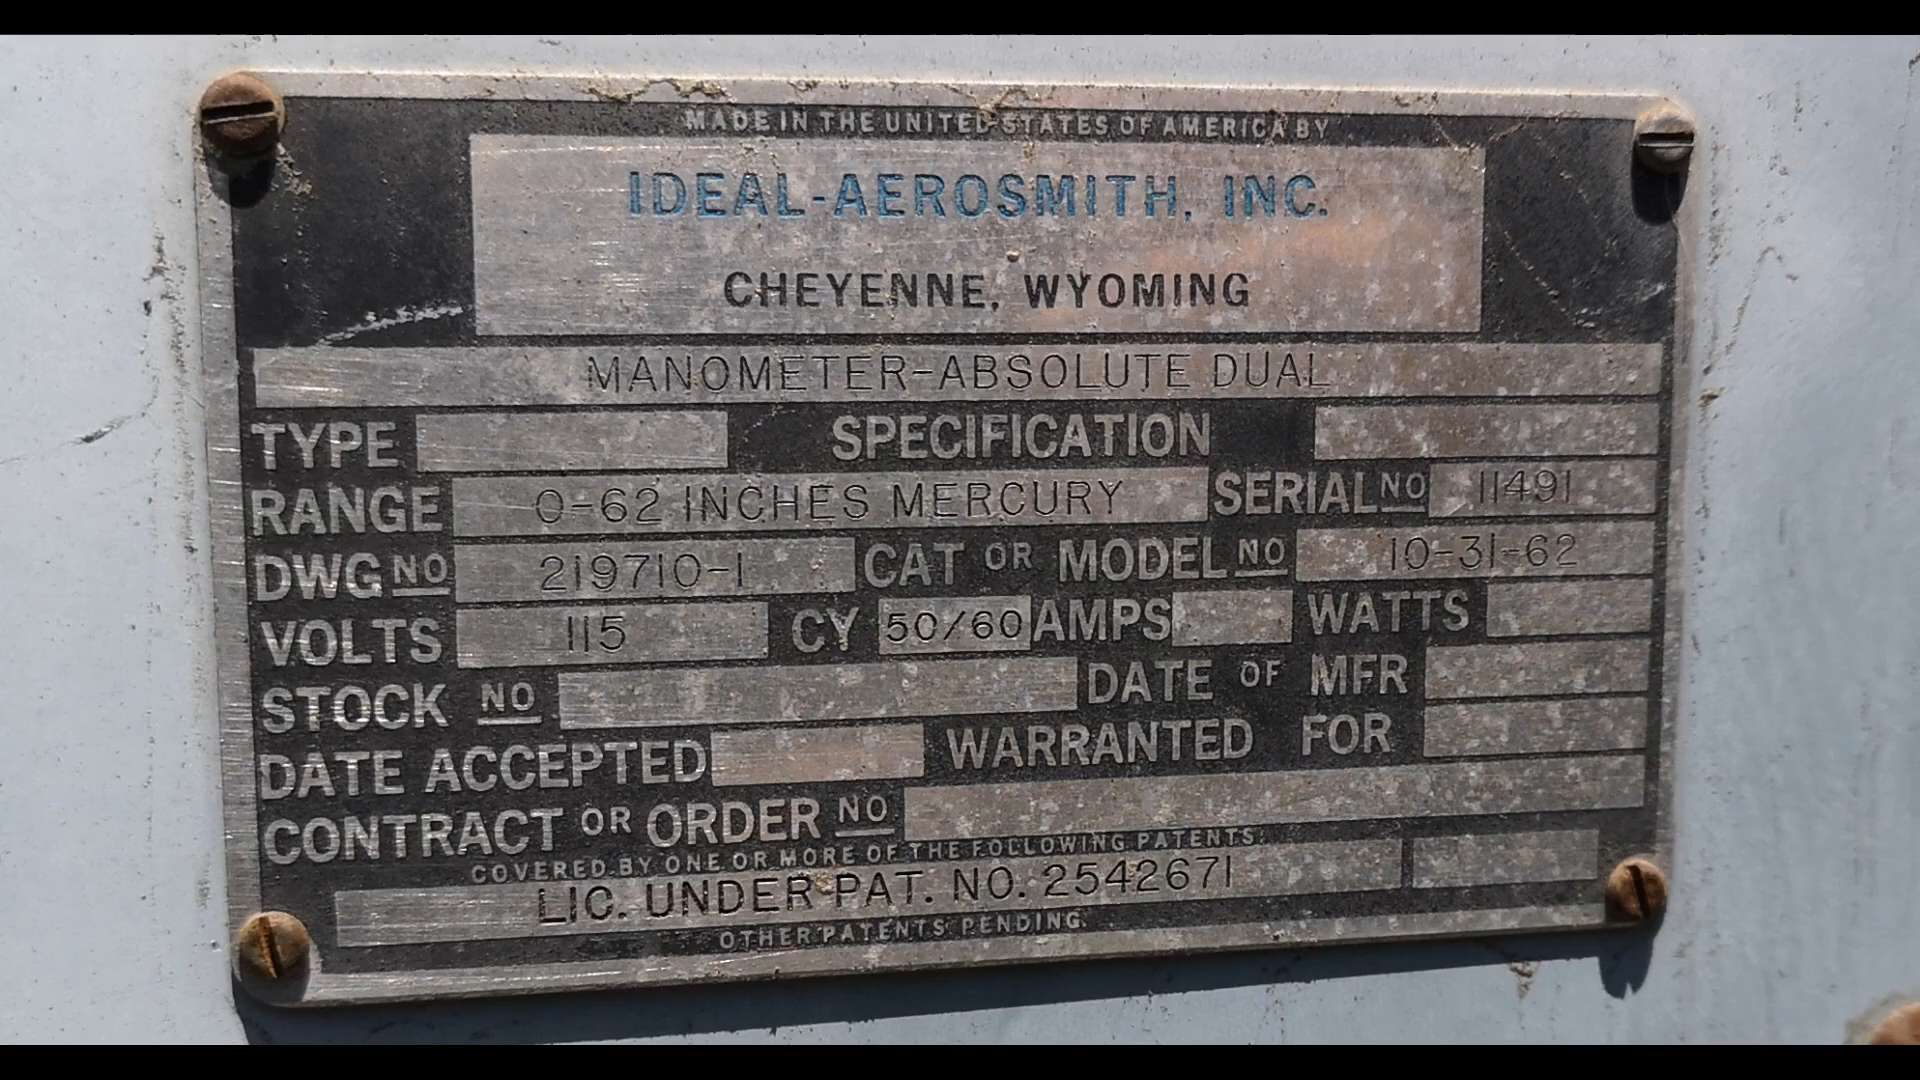 MADE IN THE UNITED STATES OF AMERICA BY
IDEAL-AEROSMITH, INC.
CHEYENNE, WYOMING
MANOMETER-ABSOLUTE DUAL
TYPE SPECIFICATION
RANGE 0-62 INCHES MERCURY SERIAL NO 11491
DWG NO 219710-1 CAT OR MODEL NO 10-31-62
VOLTS 115 CY 50/60 AMPS WATTS
STOCK NO DATE OF MFR
DATE ACCEPTED WARRANTED FOR
CONTRACT OR ORDER NO
COVERED BY ONE OR MORE OF THE FOLLOWING PATENTS:
LIC. UNDER PAT. NO. 2542671
OTHER PATENTS PENDING.